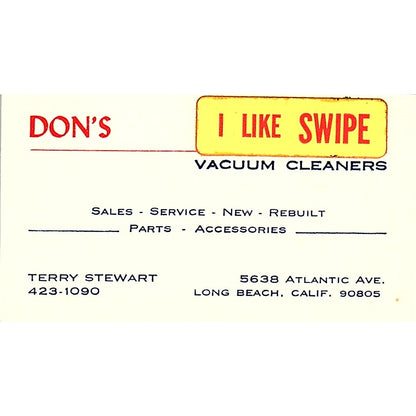 DON'S
I LIKE SWIPE
VACUUM CLEANERS
SALES - SERVICE - NEW - REBUILT
PARTS - ACCESSORIES
TERRY STEWART
423-1090
5638 ATLANTIC AVE.
LONG BEACH, CALIF. 90805